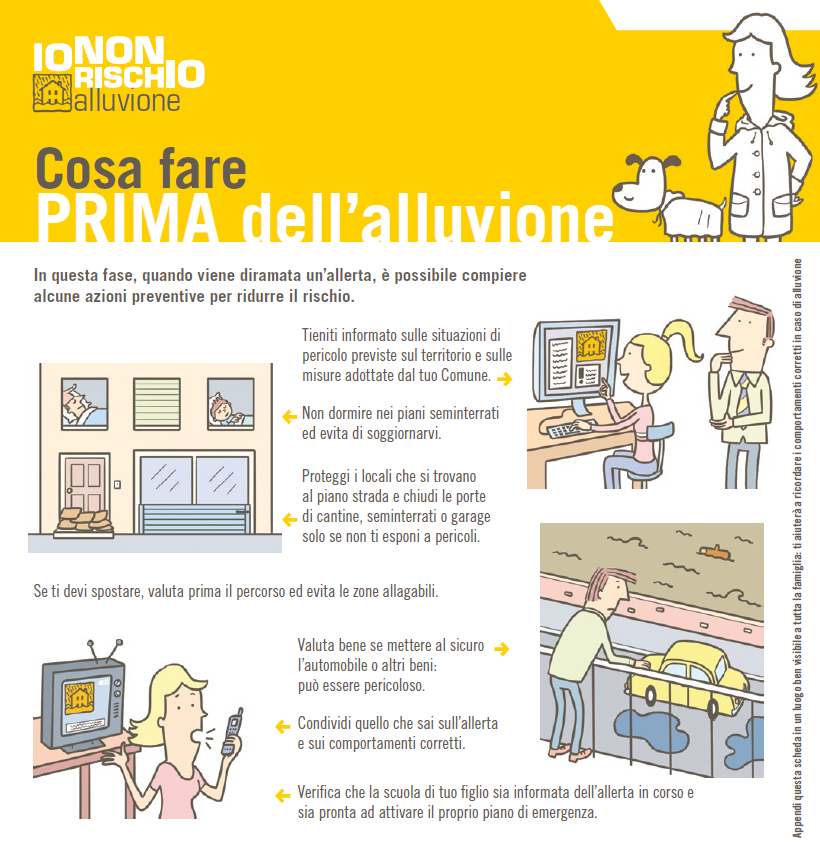 IO NON
RISCHIO
alluvione
Cosa fare
PRIMA dell'alluvione
In questa fase, quando viene diramata un'allerta, è possibile compiere
alcune azioni preventive per ridurre il rischio.
Tieniti informato sulle situazioni di
pericolo previste sul territorio e sulle
misure adottate dal tuo Comune.
Non dormire nei piani seminterrati
ed evita di soggiornarvi.
Proteggi i locali che si trovano
al piano strada e chiudi le porte
di cantine, seminterrati o garage
solo se non ti esponi a pericoli.
Se ti devi spostare, valuta prima il percorso ed evita le zone allagabili.
Valuta bene se mettere al sicuro
l'automobile o altri beni:
può essere pericoloso.
Condividi quello che sai sull'allerta
e sui comportamenti corretti.
Verifica che la scuola di tuo figlio sia informata dell'allerta in corso e
sia pronta ad attivare il proprio piano di emergenza.
Appendi questa scheda in un luogo ben visibile a tutta la famiglia: ti aiuterà a ricordare i comportamenti corretti in caso di alluvione